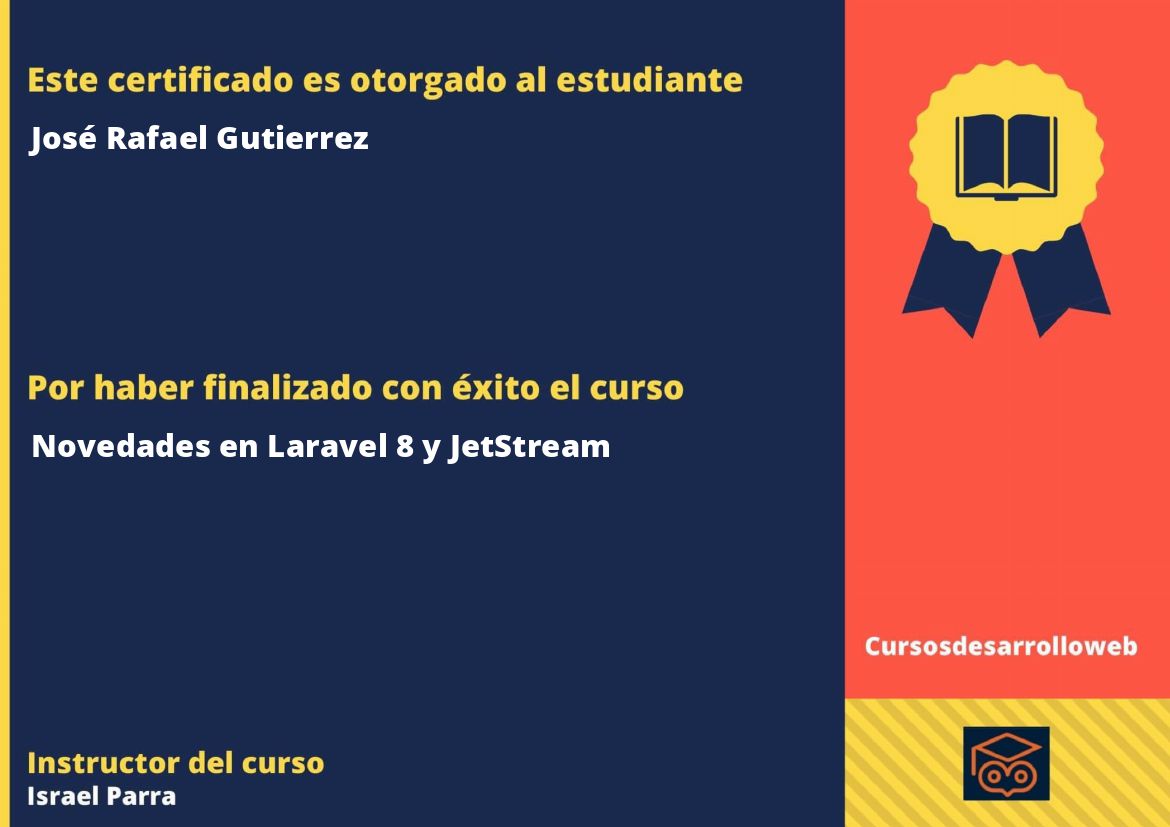 Este certificado es otorgado al estudiante
José Rafael Gutierrez
Por haber finalizado con éxito el curso
Novedades en Laravel 8 y JetStream
Cursosdesarrolloweb
Instructor del curso
Israel Parra